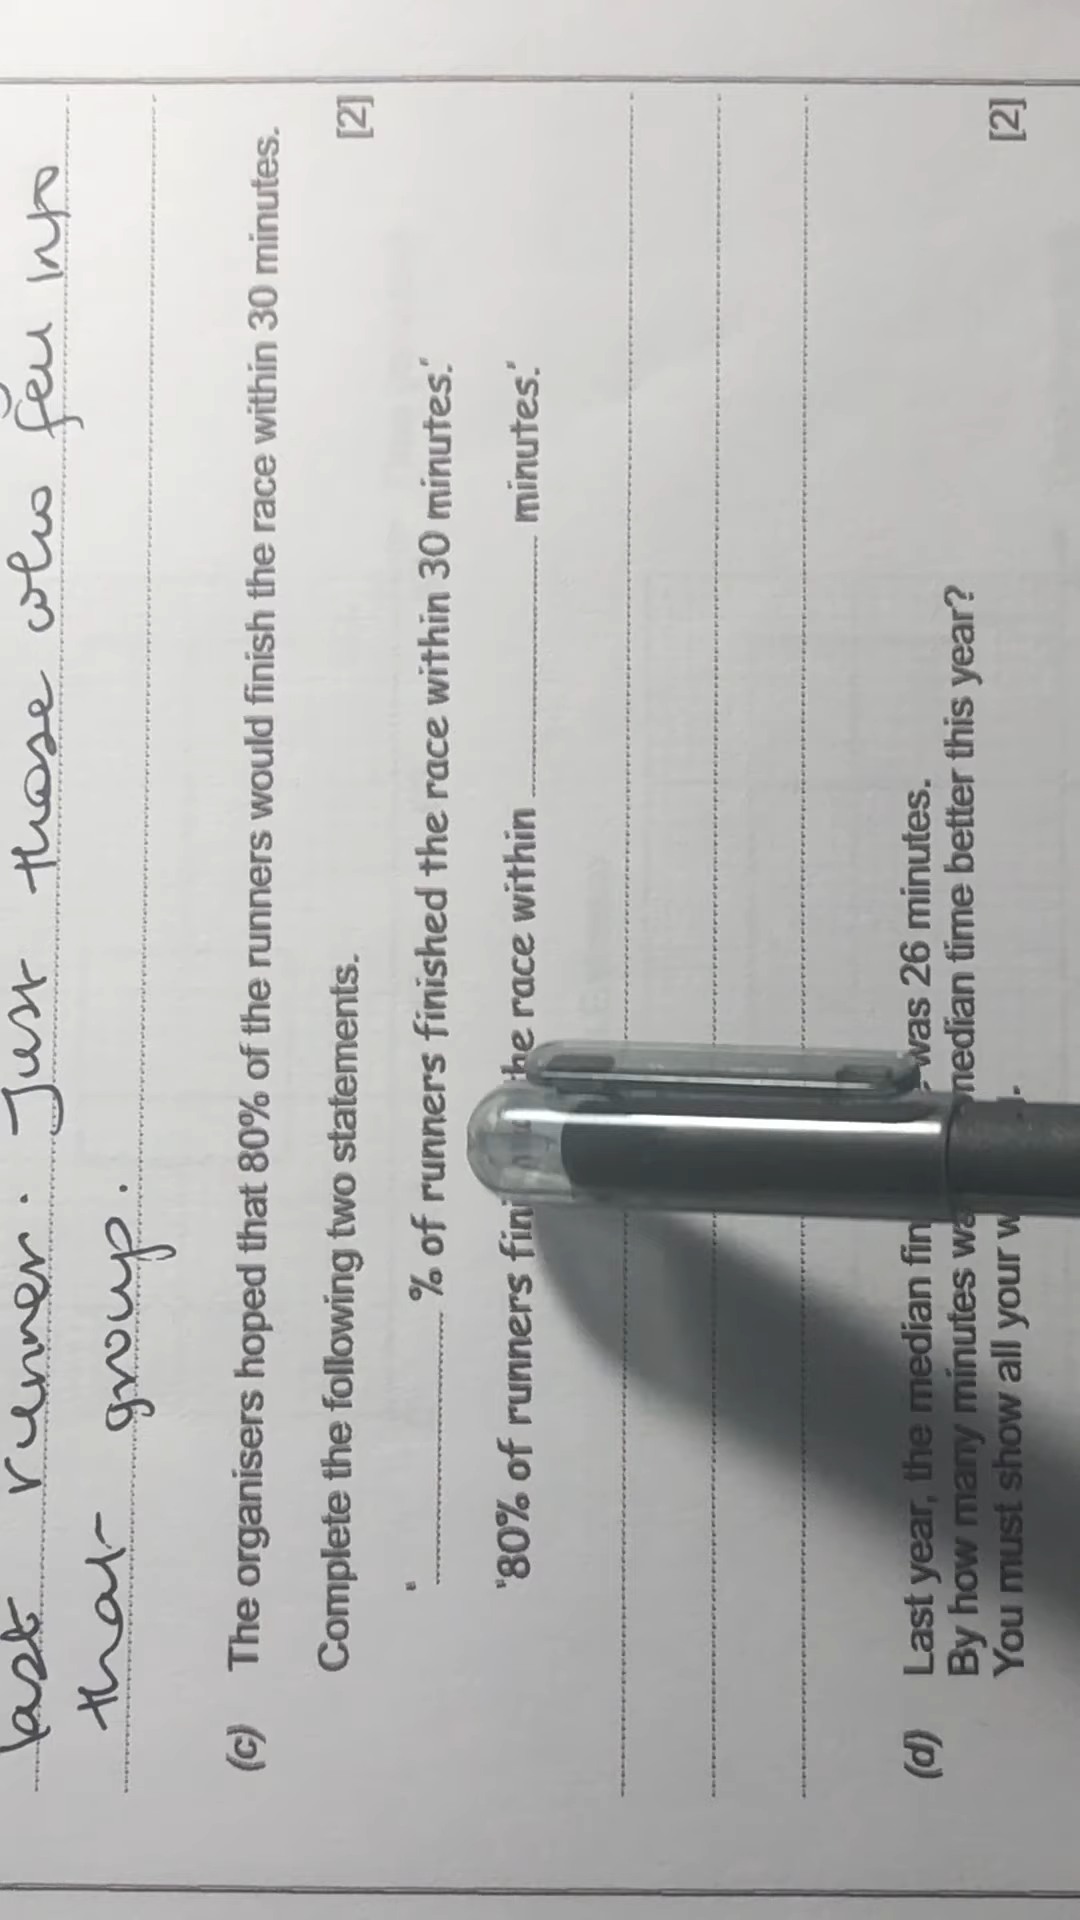 last runner. Just those who fell into
that group.
(c) The organisers hoped that 80% of the runners would finish the race within 30 minutes.
Complete the following two statements.
[2]
' ............ % of runners finished the race within 30 minutes.'
'80% of runners fin he race within ............ minutes.'
(d) Last year, the median fin was 26 minutes.
By how many minutes wa median time better this year?
You must show all your w
[2]